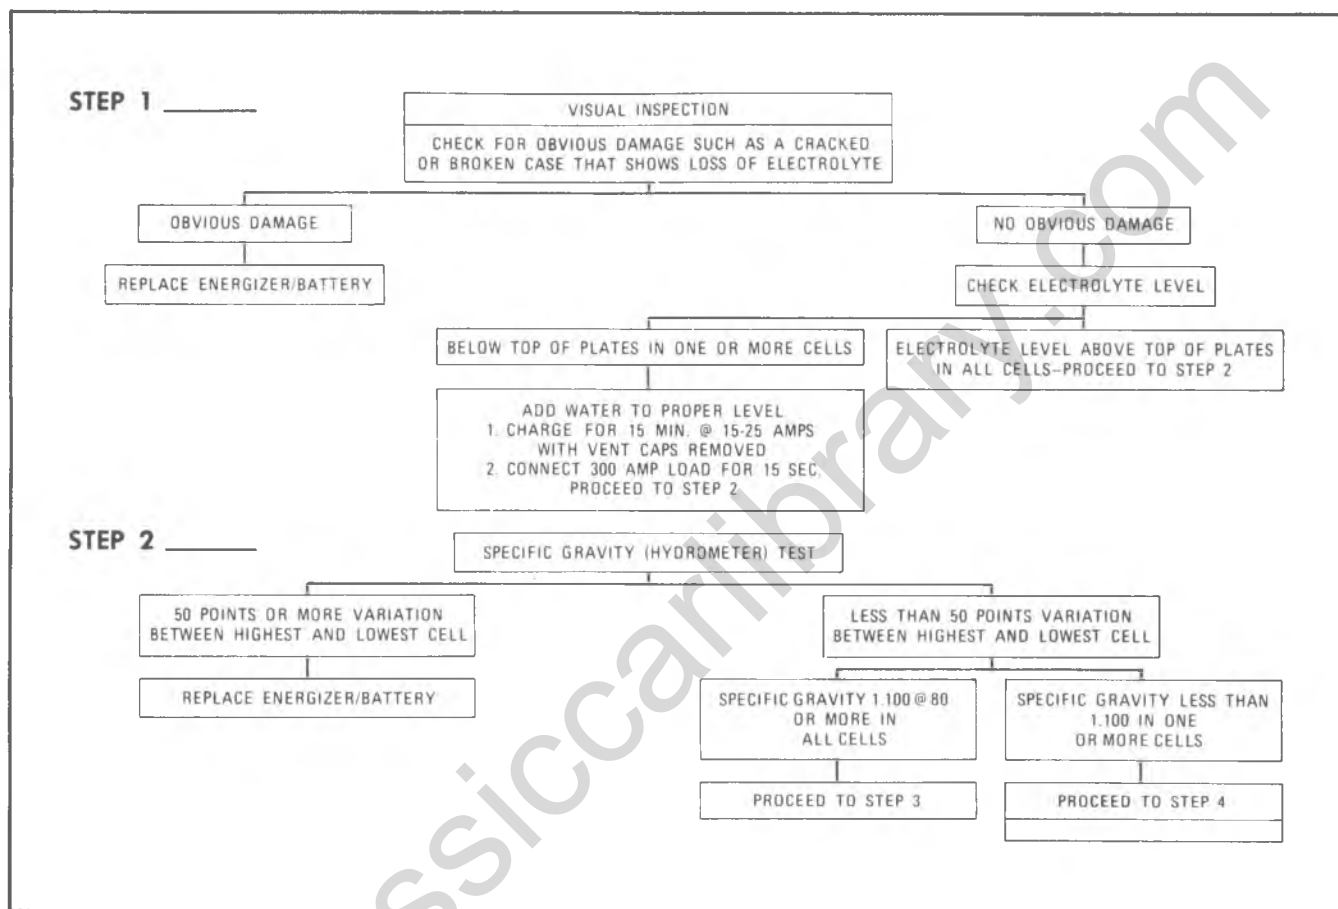 STEP 1
VISUAL INSPECTION
CHECK FOR OBVIOUS DAMAGE SUCH AS A CRACKED
OR BROKEN CASE THAT SHOWS LOSS OF ELECTROLYTE
OBVIOUS DAMAGE
NO OBVIOUS DAMAGE
REPLACE ENERGIZER/BATTERY
CHECK ELECTROLYTE LEVEL
BELOW TOP OF PLATES IN ONE OR MORE CELLS
ELECTROLYTE LEVEL ABOVE TOP OF PLATES
IN ALL CELLS–PROCEED TO STEP 2
ADD WATER TO PROPER LEVEL
1. CHARGE FOR 15 MIN. @ 15-25 AMPS
WITH VENT CAPS REMOVED
2. CONNECT 300 AMP LOAD FOR 15 SEC.
PROCEED TO STEP 2
STEP 2
SPECIFIC GRAVITY (HYDROMETER) TEST
50 POINTS OR MORE VARIATION
BETWEEN HIGHEST AND LOWEST CELL
LESS THAN 50 POINTS VARIATION
BETWEEN HIGHEST AND LOWEST CELL
REPLACE ENERGIZER/BATTERY
SPECIFIC GRAVITY 1.100 @ 80
OR MORE IN
ALL CELLS
SPECIFIC GRAVITY LESS THAN
1.100 IN ONE
OR MORE CELLS
PROCEED TO STEP 3
PROCEED TO STEP 4
ssiccarlibrary.com